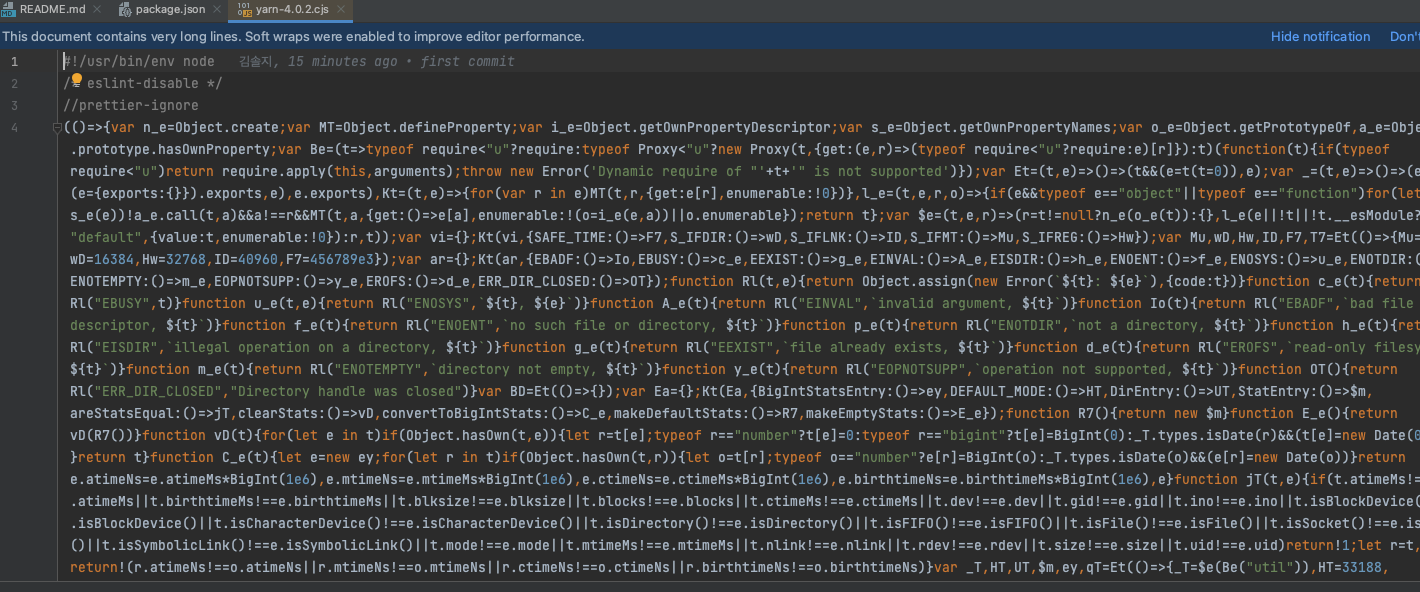 README.md package.json yarn-4.0.2.cjs
This document contains very long lines. Soft wraps were enabled to improve editor performance. Hide notification Don't
1 #!/usr/bin/env node 김솔지, 15 minutes ago • first commit
2 / eslint-disable */
3 //prettier-ignore
4 (()=>{var n_e=Object.create;var MT=Object.defineProperty;var i_e=Object.getOwnPropertyDescriptor;var s_e=Object.getOwnPropertyNames;var o_e=Object.getPrototypeOf,a_e=Obje
.prototype.hasOwnProperty;var Be=(t=>typeof require<"u"?require:typeof Proxy<"u"?new Proxy(t,{get:(e,r)=>(typeof require<"u"?require:e)[r]}):t)(function(t){if(typeof
require<"u")return require.apply(this,arguments);throw new Error('Dynamic require of "'+t+'" is not supported')});var Et=(t,e)=>()=>(t&&(e=t(t=0)),e);var _=(t,e)=>()=>(e
(e={exports:{}}).exports,e),e.exports),Kt=(t,e)=>{for(var r in e)MT(t,r,{get:e[r],enumerable:!0})},l_e=(t,e,r,o)=>{if(e&&typeof e=="object"||typeof e=="function")for(let
s_e(e))!a_e.call(t,a)&&a!==r&&MT(t,a,{get:()=>e[a],enumerable:!(o=i_e(e,a))||o.enumerable});return t};var $e=(t,e,r)=>(r=t!=null?n_e(o_e(t)):{},l_e(e||!t||!t.__esModule?
"default",{value:t,enumerable:!0}):r,t));var vi={};Kt(vi,{SAFE_TIME:()=>F7,S_IFDIR:()=>wD,S_IFLNK:()=>ID,S_IFMT:()=>Mu,S_IFREG:()=>Hw});var Mu,wD,Hw,ID,F7,T7=Et(()=>{Mu=
wD=16384,Hw=32768,ID=40960,F7=456789e3});var ar={};Kt(ar,{EBADF:()=>Io,EBUSY:()=>c_e,EEXIST:()=>g_e,EINVAL:()=>A_e,EISDIR:()=>h_e,ENOENT:()=>f_e,ENOSYS:()=>u_e,ENOTDIR:(
ENOTEMPTY:()=>m_e,EOPNOTSUPP:()=>y_e,EROFS:()=>d_e,ERR_DIR_CLOSED:()=>OT});function Rl(t,e){return Object.assign(new Error(`${t}: ${e}`),{code:t})}function c_e(t){return
Rl("EBUSY",t)}function u_e(t,e){return Rl("ENOSYS",`${t}, ${e}`)}function A_e(t){return Rl("EINVAL",`invalid argument, ${t}`)}function Io(t){return Rl("EBADF",`bad file
descriptor, ${t}`)}function f_e(t){return Rl("ENOENT",`no such file or directory, ${t}`)}function p_e(t){return Rl("ENOTDIR",`not a directory, ${t}`)}function h_e(t){ret
Rl("EISDIR",`illegal operation on a directory, ${t}`)}function g_e(t){return Rl("EEXIST",`file already exists, ${t}`)}function d_e(t){return Rl("EROFS",`read-only filesy
${t}`)}function m_e(t){return Rl("ENOTEMPTY",`directory not empty, ${t}`)}function y_e(t){return Rl("EOPNOTSUPP",`operation not supported, ${t}`)}function OT(){return
Rl("ERR_DIR_CLOSED","Directory handle was closed")}var BD=Et(()=>{});var Ea={};Kt(Ea,{BigIntStatsEntry:()=>ey,DEFAULT_MODE:()=>HT,DirEntry:()=>UT,StatEntry:()=>$m,
areStatsEqual:()=>jT,clearStats:()=>vD,convertToBigIntStats:()=>C_e,makeDefaultStats:()=>R7,makeEmptyStats:()=>E_e});function R7(){return new $m}function E_e(){return
vD(R7())}function vD(t){for(let e in t)if(Object.hasOwn(t,e)){let r=t[e];typeof r=="number"?t[e]=0:typeof r=="bigint"?t[e]=BigInt(0):_T.types.isDate(r)&&(t[e]=new Date(0
}return t}function C_e(t){let e=new ey;for(let r in t)if(Object.hasOwn(t,r)){let o=t[r];typeof o=="number"?e[r]=BigInt(o):_T.types.isDate(o)&&(e[r]=new Date(o))}return
e.atimeNs=e.atimeMs*BigInt(1e6),e.mtimeNs=e.mtimeMs*BigInt(1e6),e.ctimeNs=e.ctimeMs*BigInt(1e6),e.birthtimeNs=e.birthtimeMs*BigInt(1e6),e}function jT(t,e){if(t.atimeMs!=
.atimeMs||t.birthtimeMs!==e.birthtimeMs||t.blksize!==e.blksize||t.blocks!==e.blocks||t.ctimeMs!==e.ctimeMs||t.dev!==e.dev||t.gid!==e.gid||t.ino!==e.ino||t.isBlockDevice(
.isBlockDevice()||t.isCharacterDevice()!==e.isCharacterDevice()||t.isDirectory()!==e.isDirectory()||t.isFIFO()!==e.isFIFO()||t.isFile()!==e.isFile()||t.isSocket()!==e.is
()||t.isSymbolicLink()!==e.isSymbolicLink()||t.mode!==e.mode||t.mtimeMs!==e.mtimeMs||t.nlink!==e.nlink||t.rdev!==e.rdev||t.size!==e.size||t.uid!==e.uid)return!1;let r=t,
return!(r.atimeNs!==o.atimeNs||r.mtimeNs!==o.mtimeNs||r.ctimeNs!==o.ctimeNs||r.birthtimeNs!==o.birthtimeNs)}var _T,HT,UT,$m,ey,qT=Et(()=>{_T=$e(Be("util")),HT=33188,